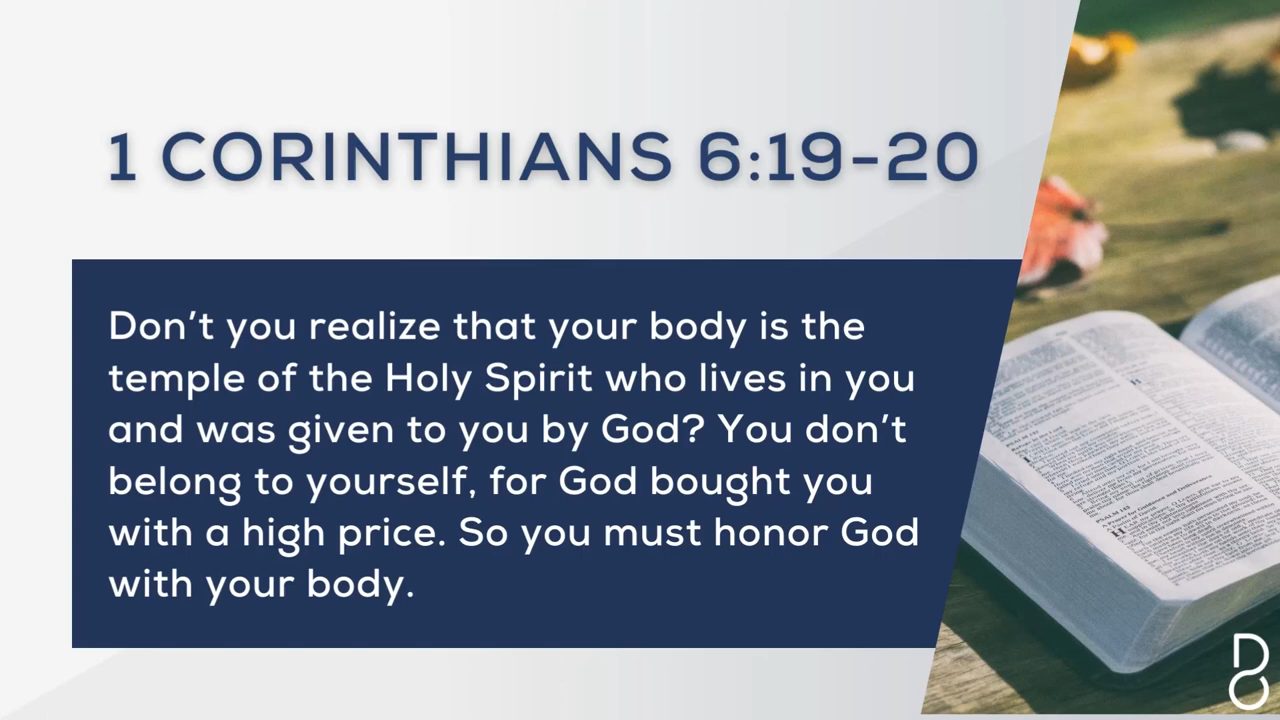 1 CORINTHIANS 6:19-20
Don't you realize that your body is the
temple of the Holy Spirit who lives in you
and was given to you by God? You don't
belong to yourself, for God bought you
with a high price. So you must honor God
with your body.